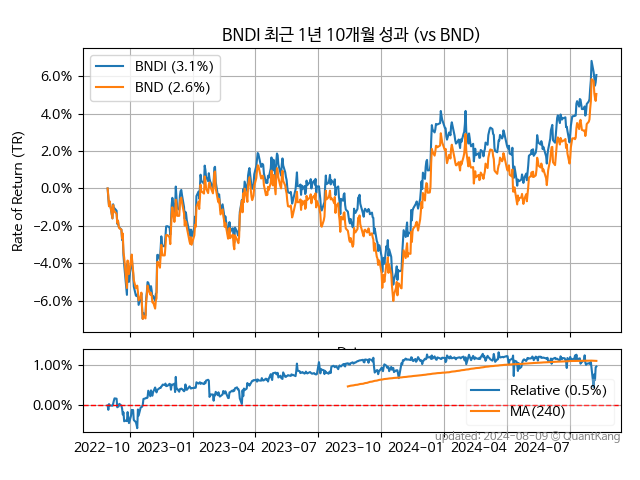 BNDI 최근 1년 10개월 성과 (vs BND)
BNDI (3.1%)
BND (2.6%)
Rate of Return (TR)
6.0%
4.0%
2.0%
0.0%
−2.0%
−4.0%
−6.0%
1.00%
0.00%
Relative (0.5%)
MA(240)
2022−10
2023−01
2023−04
2023−07
2023−10
2024−01
2024−04
2024−07
updated: 2024−08−09 © QuantKang